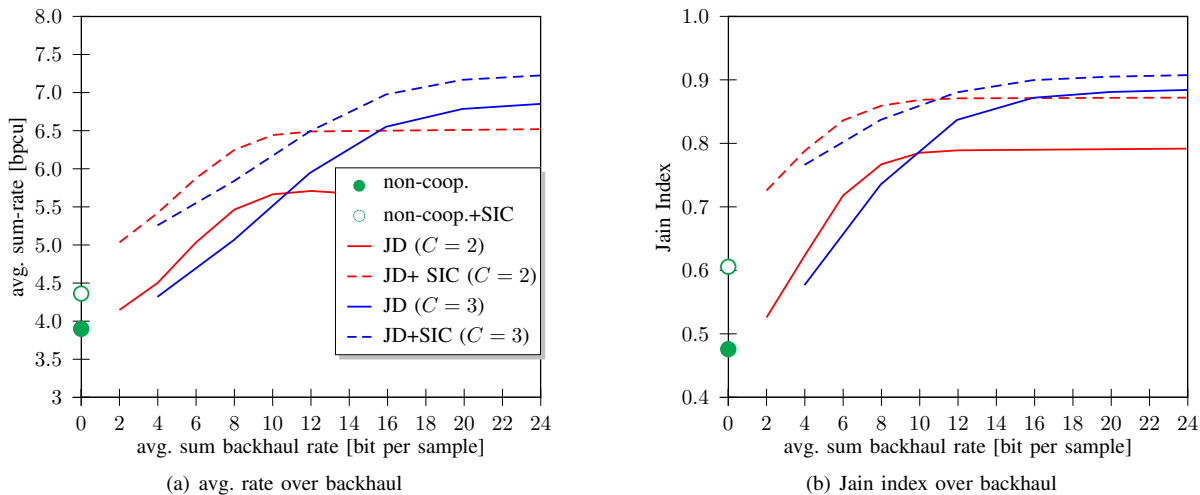 8.0
7.0
6.5
6.0
5.5
5.0
4.5
4.0
3.5
3
avg. sum-rate [bpcu]
0 2 4 6 8 10 12 14 16 18 20 22 24
avg. sum backhaul rate [bit per sample]
non-coop.
non-coop.+SIC
JD (C = 2)
JD+ SIC (C = 2)
JD (C = 3)
JD+SIC (C = 3)
(a) avg. rate over backhaul
1.0
0.9
0.8
0.7
0.6
0.5
0.4
Jain Index
0 2 4 6 8 10 12 14 16 18 20 22 24
avg. sum backhaul rate [bit per sample]
(b) Jain index over backhaul